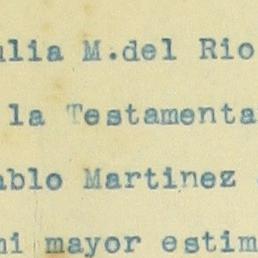 ulia M.del Rio
la Testamenta
ablo Martinez
mi mayor estim